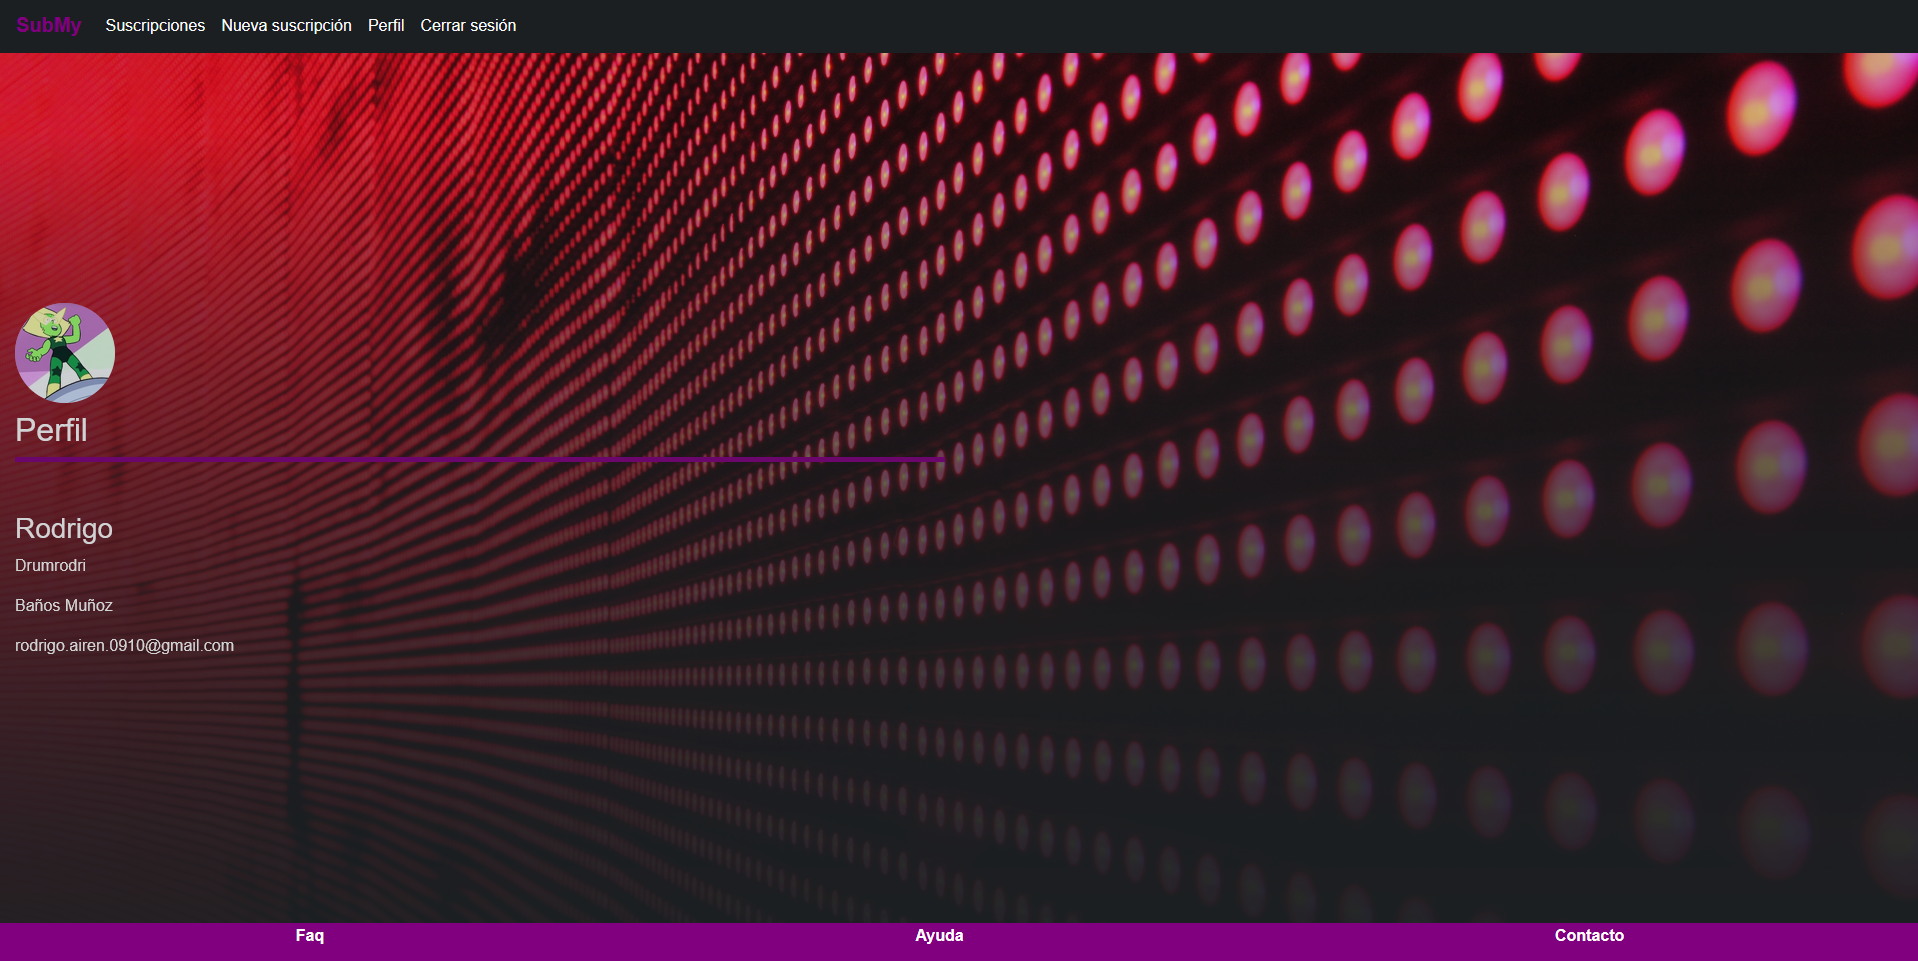 SubMy Suscripciones Nueva suscripción Perfil Cerrar sesión
Perfil
Rodrigo
Drumrodri
Baños Muñoz
rodrigo.airen.0910@gmail.com
Faq Ayuda Contacto